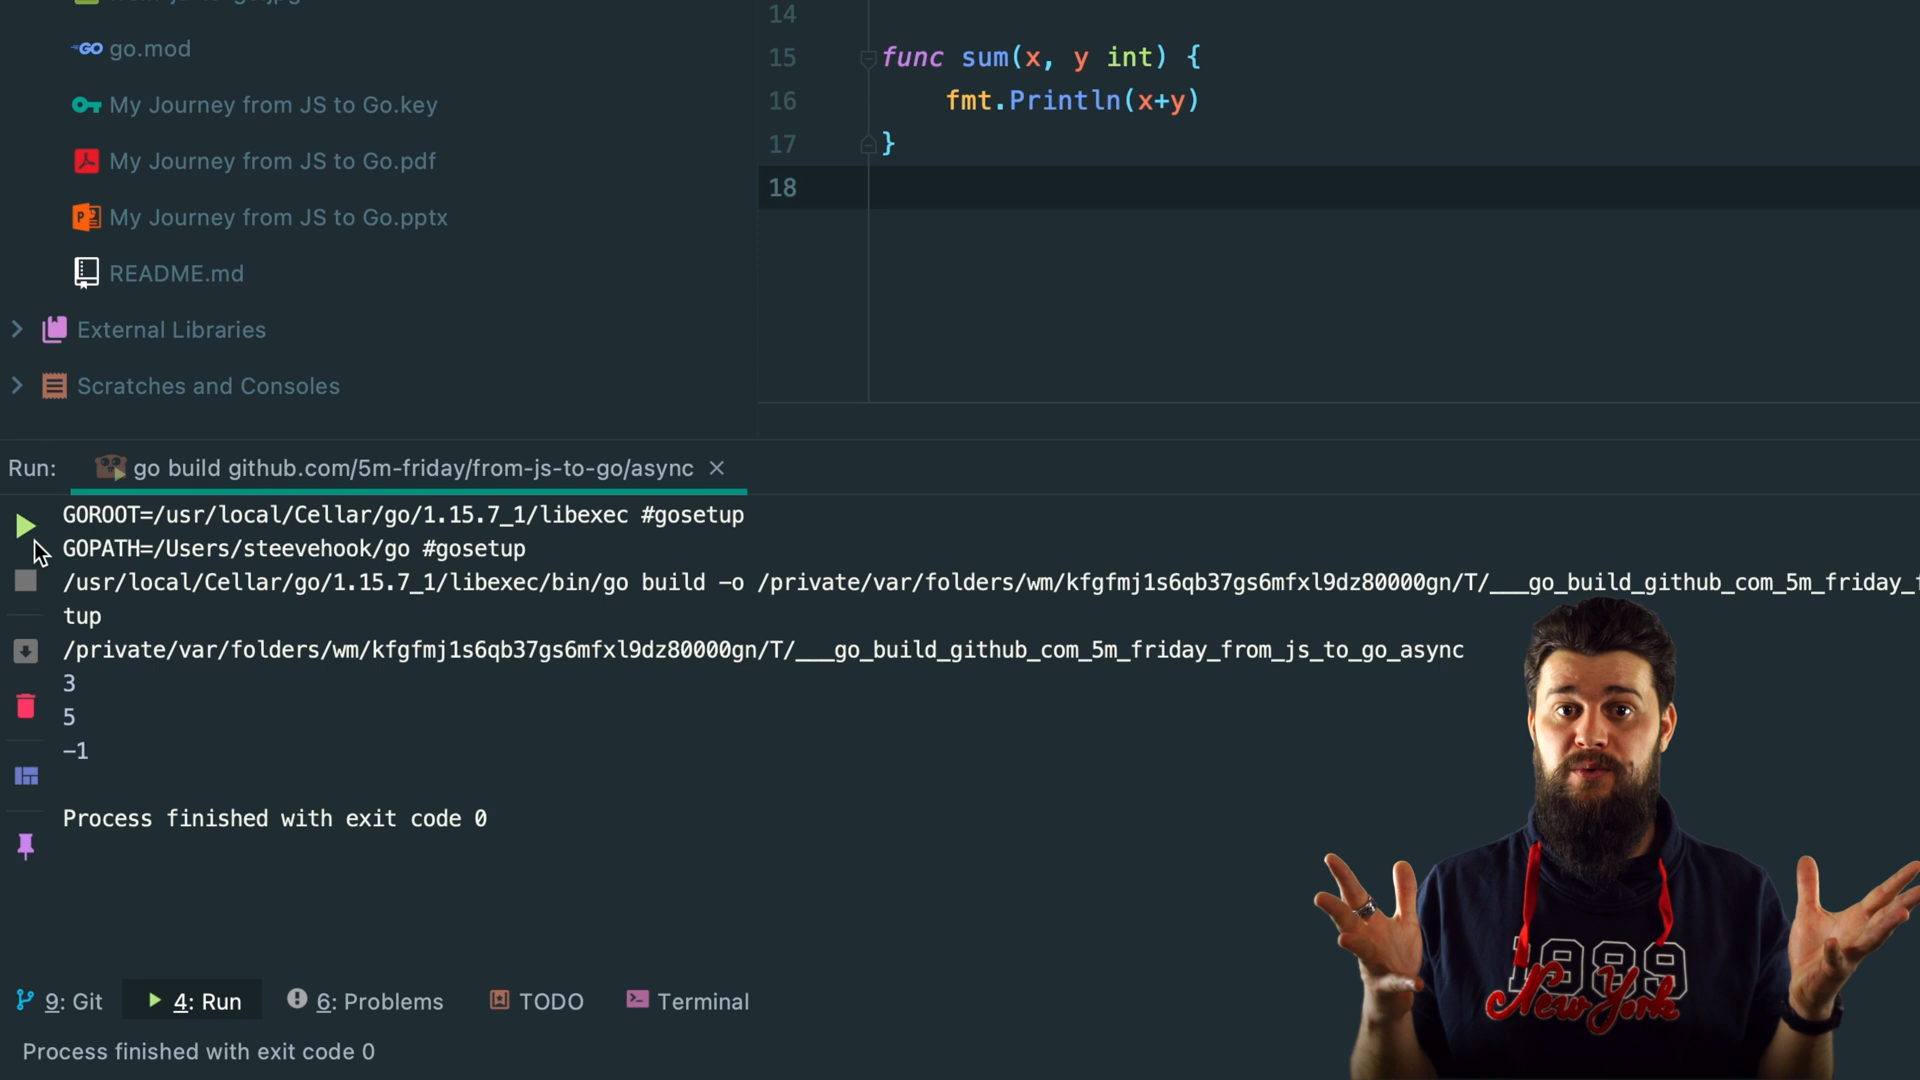 go.mod
My Journey from JS to Go.key
My Journey from JS to Go.pdf
My Journey from JS to Go.pptx
README.md
External Libraries
Scratches and Consoles
14
15 func sum(x, y int) {
16 fmt.Println(x+y)
17 }
18
Run: go build github.com/5m-friday/from-js-to-go/async
GOROOT=/usr/local/Cellar/go/1.15.7_1/libexec #gosetup
GOPATH=/Users/steevehook/go #gosetup
/usr/local/Cellar/go/1.15.7_1/libexec/bin/go build -o /private/var/folders/wm/kfgfmj1s6qb37gs6mfxl9dz80000gn/T/___go_build_github_com_5m_friday_f
tup
/private/var/folders/wm/kfgfmj1s6qb37gs6mfxl9dz80000gn/T/___go_build_github_com_5m_friday_from_js_to_go_async
3
5
-1
Process finished with exit code 0
1989
New York
9: Git 4: Run 6: Problems TODO Terminal
Process finished with exit code 0